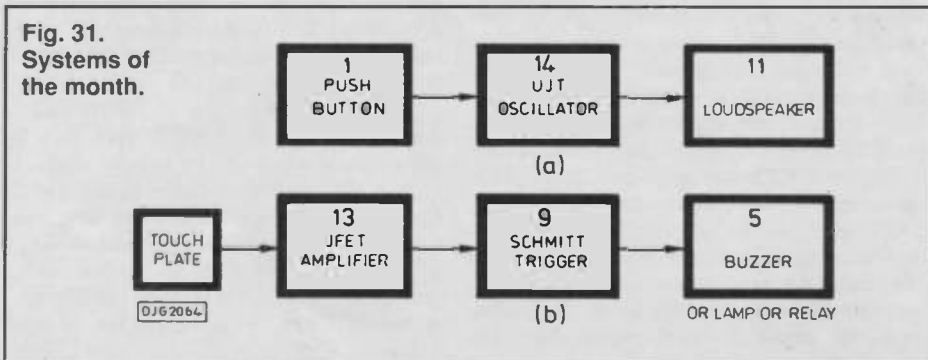 Fig. 31.
Systems of
the month.
1
PUSH
BUTTON
14
UJT
OSCILLATOR
11
LOUDSPEAKER
(a)
TOUCH
PLATE
13
JFET
AMPLIFIER
9
SCHMITT
TRIGGER
5
BUZZER
DJG2064
(b)
OR LAMP OR RELAY